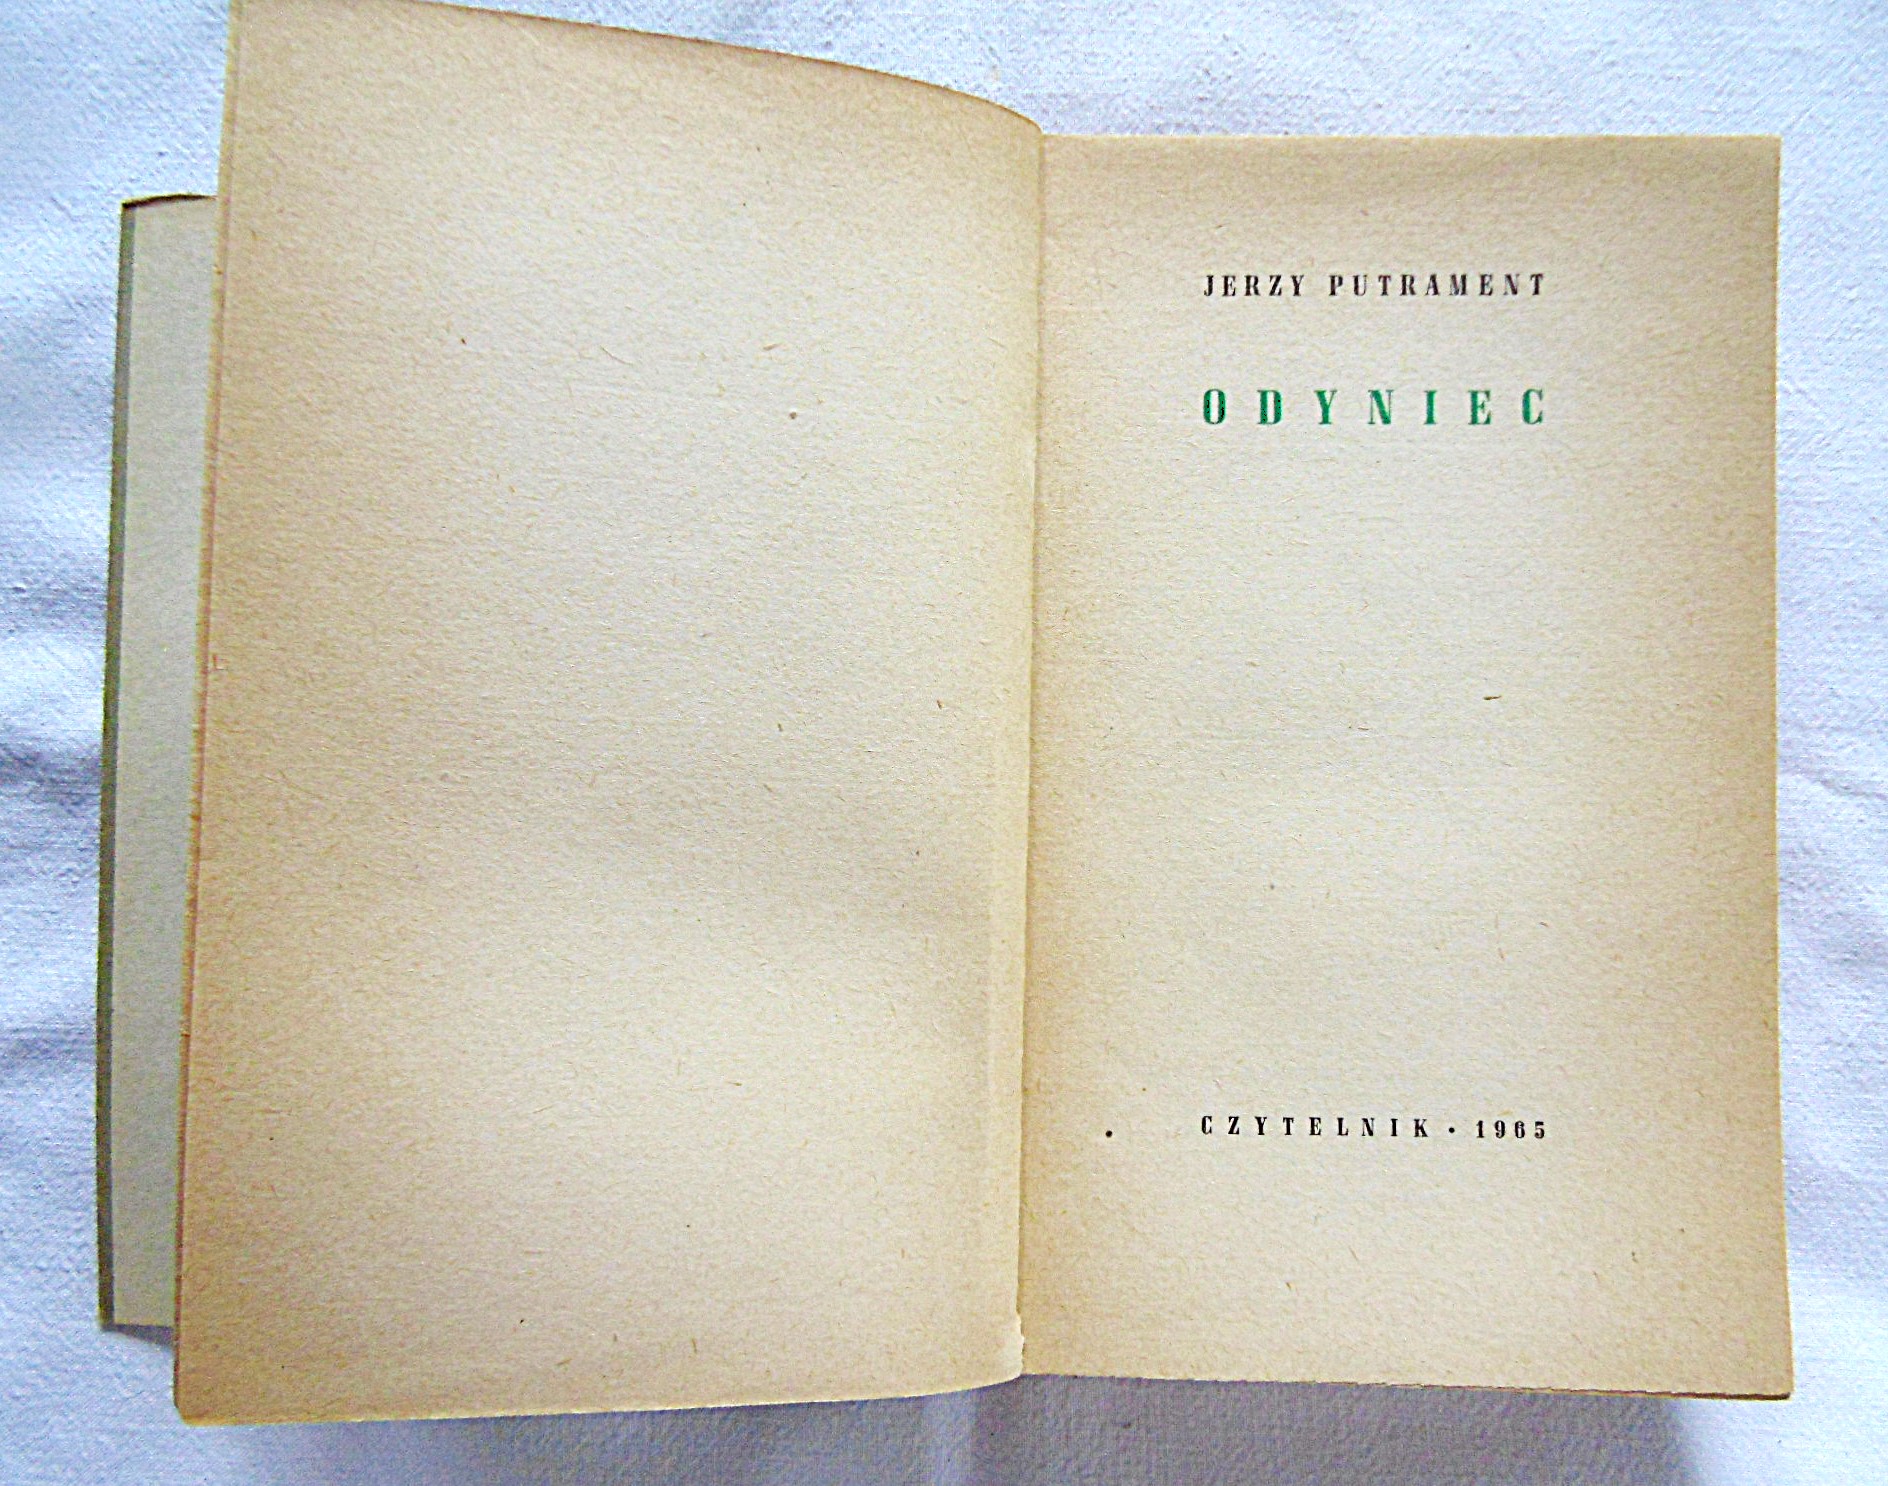 JERZY PUTRAMENT
ODYNIEC
CZYTELNIK • 1965